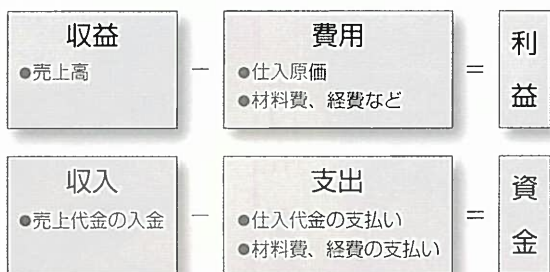 収益
●売上高
－
費用
●仕入原価
●材料費、経費など
＝
利益
収入
●売上代金の入金
－
支出
●仕入代金の支払い
●材料費、経費の支払い
＝
資金